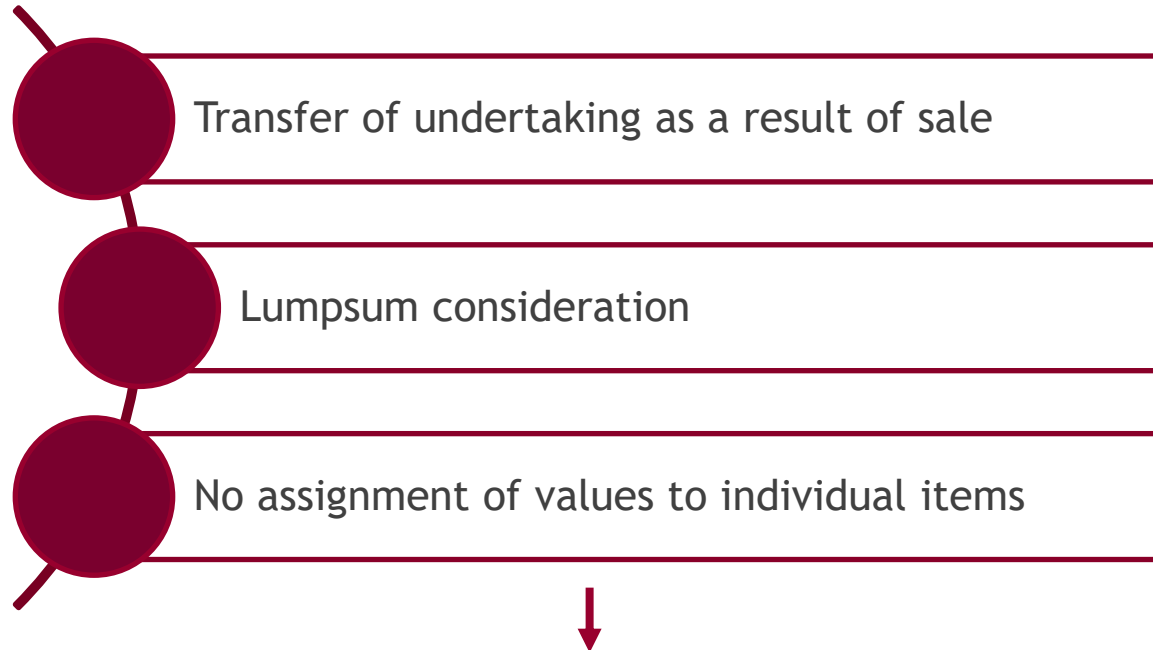 Transfer of undertaking as a result of sale
Lumpsum consideration
No assignment of values to individual items